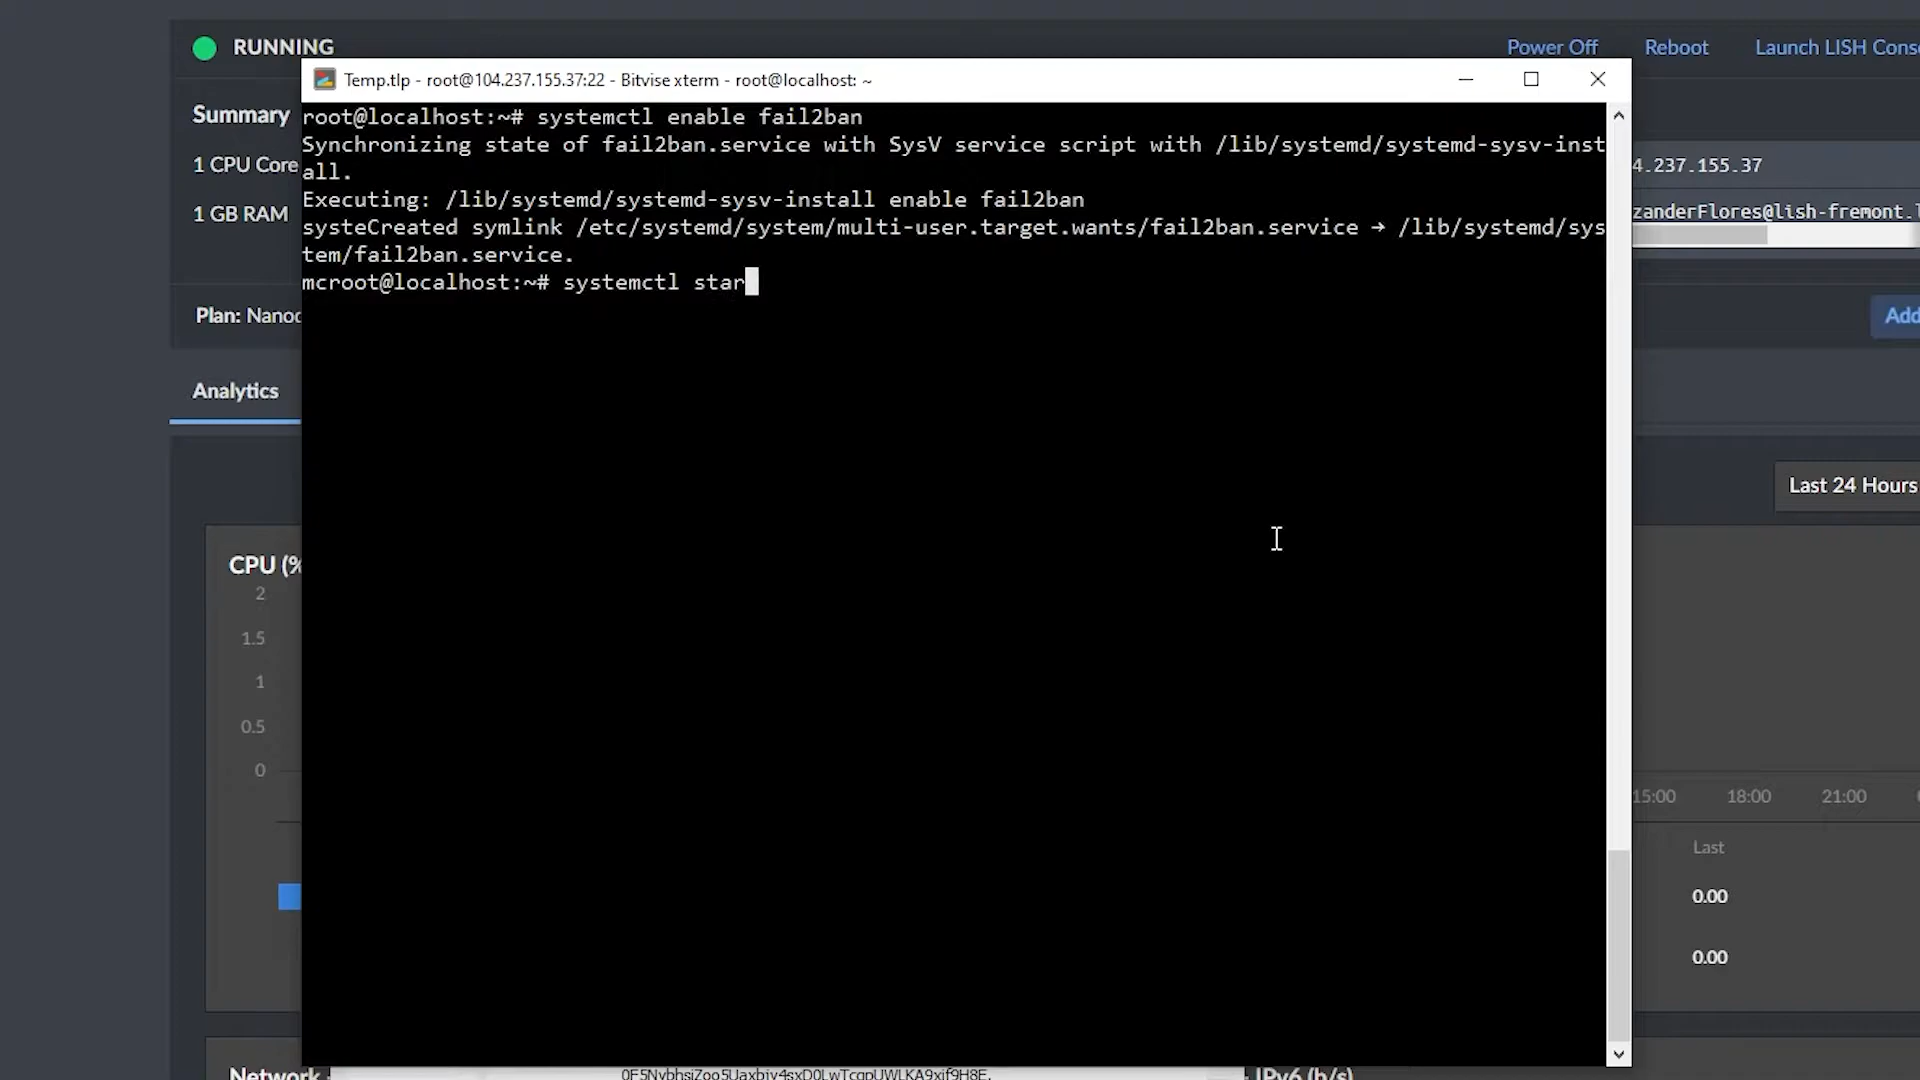 RUNNING
Power Off
Reboot
Launch LISH Conso
Temp.tlp - root@104.237.155.37:22 - Bitvise xterm - root@localhost: ~
Summary
1 CPU Core
1 GB RAM
Plan: Nanod
Analytics
root@localhost:~# systemctl enable fail2ban
Synchronizing state of fail2ban.service with SysV service script with /lib/systemd/systemd-sysv-inst
all.
Executing: /lib/systemd/systemd-sysv-install enable fail2ban
systeCreated symlink /etc/systemd/system/multi-user.target.wants/fail2ban.service → /lib/systemd/sys
tem/fail2ban.service.
mcroot@localhost:~# systemctl star
4.237.155.37
zanderFlores@lish-fremont.l
Add
Last 24 Hours
CPU (%
2
1.5
1
0.5
0
15:00
18:00
21:00
Last
0.00
0.00
Network -
IPv6 (b/s)